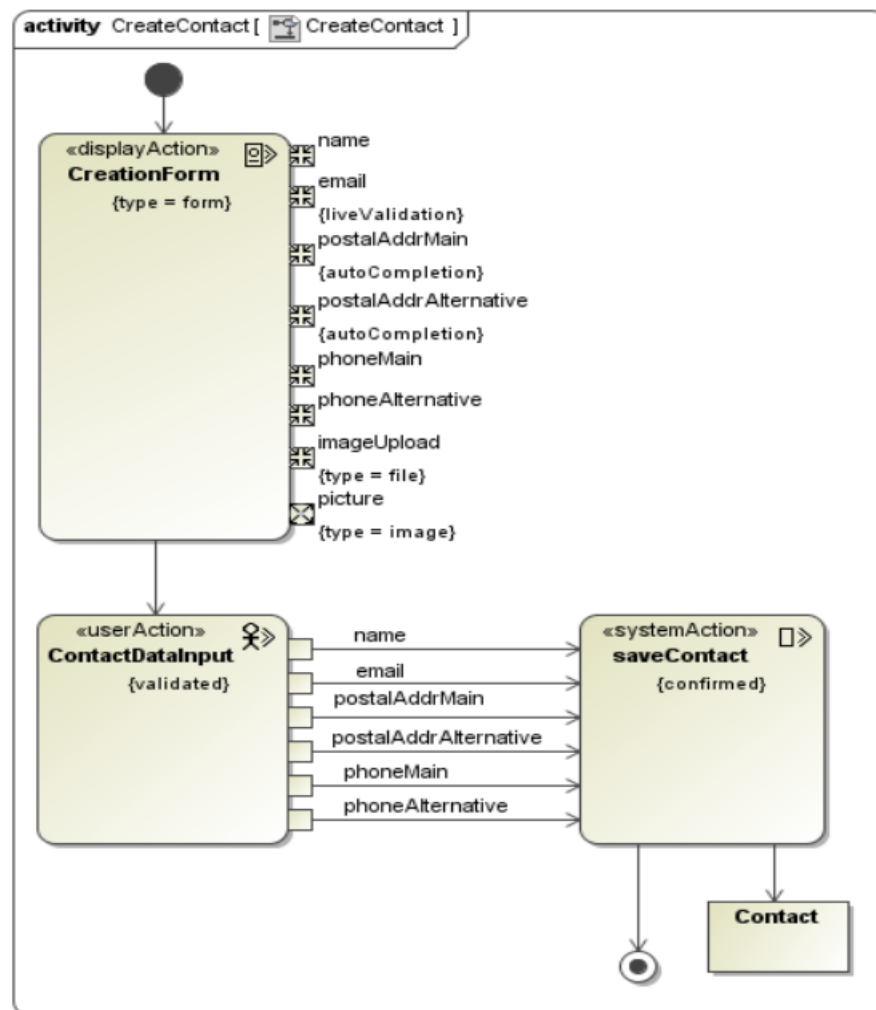 activity CreateContact [ CreateContact ]
«displayAction»
CreationForm
{type = form}
name
email
{liveValidation}
postalAddrMain
{autoCompletion}
postalAddrAlternative
{autoCompletion}
phoneMain
phoneAlternative
imageUpload
{type = file}
picture
{type = image}
«userAction»
ContactDataInput
{validated}
name
email
postalAddrMain
postalAddrAlternative
phoneMain
phoneAlternative
«systemAction»
saveContact
{confirmed}
Contact